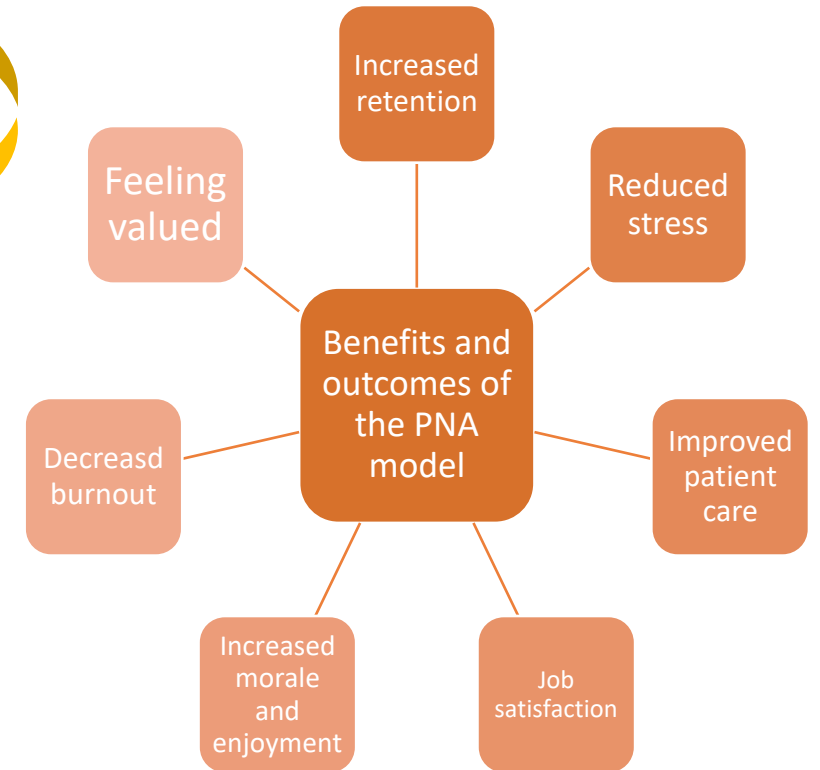 Increased
retention
Feeling
valued
Reduced
stress
Benefits and
outcomes of
the PNA
model
Decreasd
burnout
Improved
patient
care
Increased
morale
and
enjoyment
Job
satisfaction